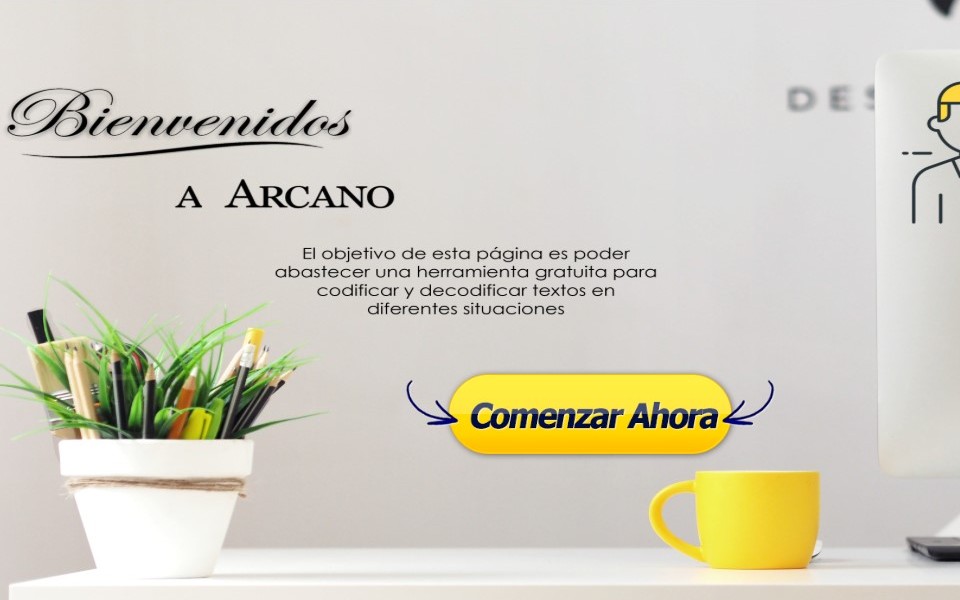 Bienvenidos
A ARCANO
DES
El objetivo de esta página es poder
abastecer una herramienta gratuita para
codificar y decodificar textos en
diferentes situaciones
Comenzar Ahora